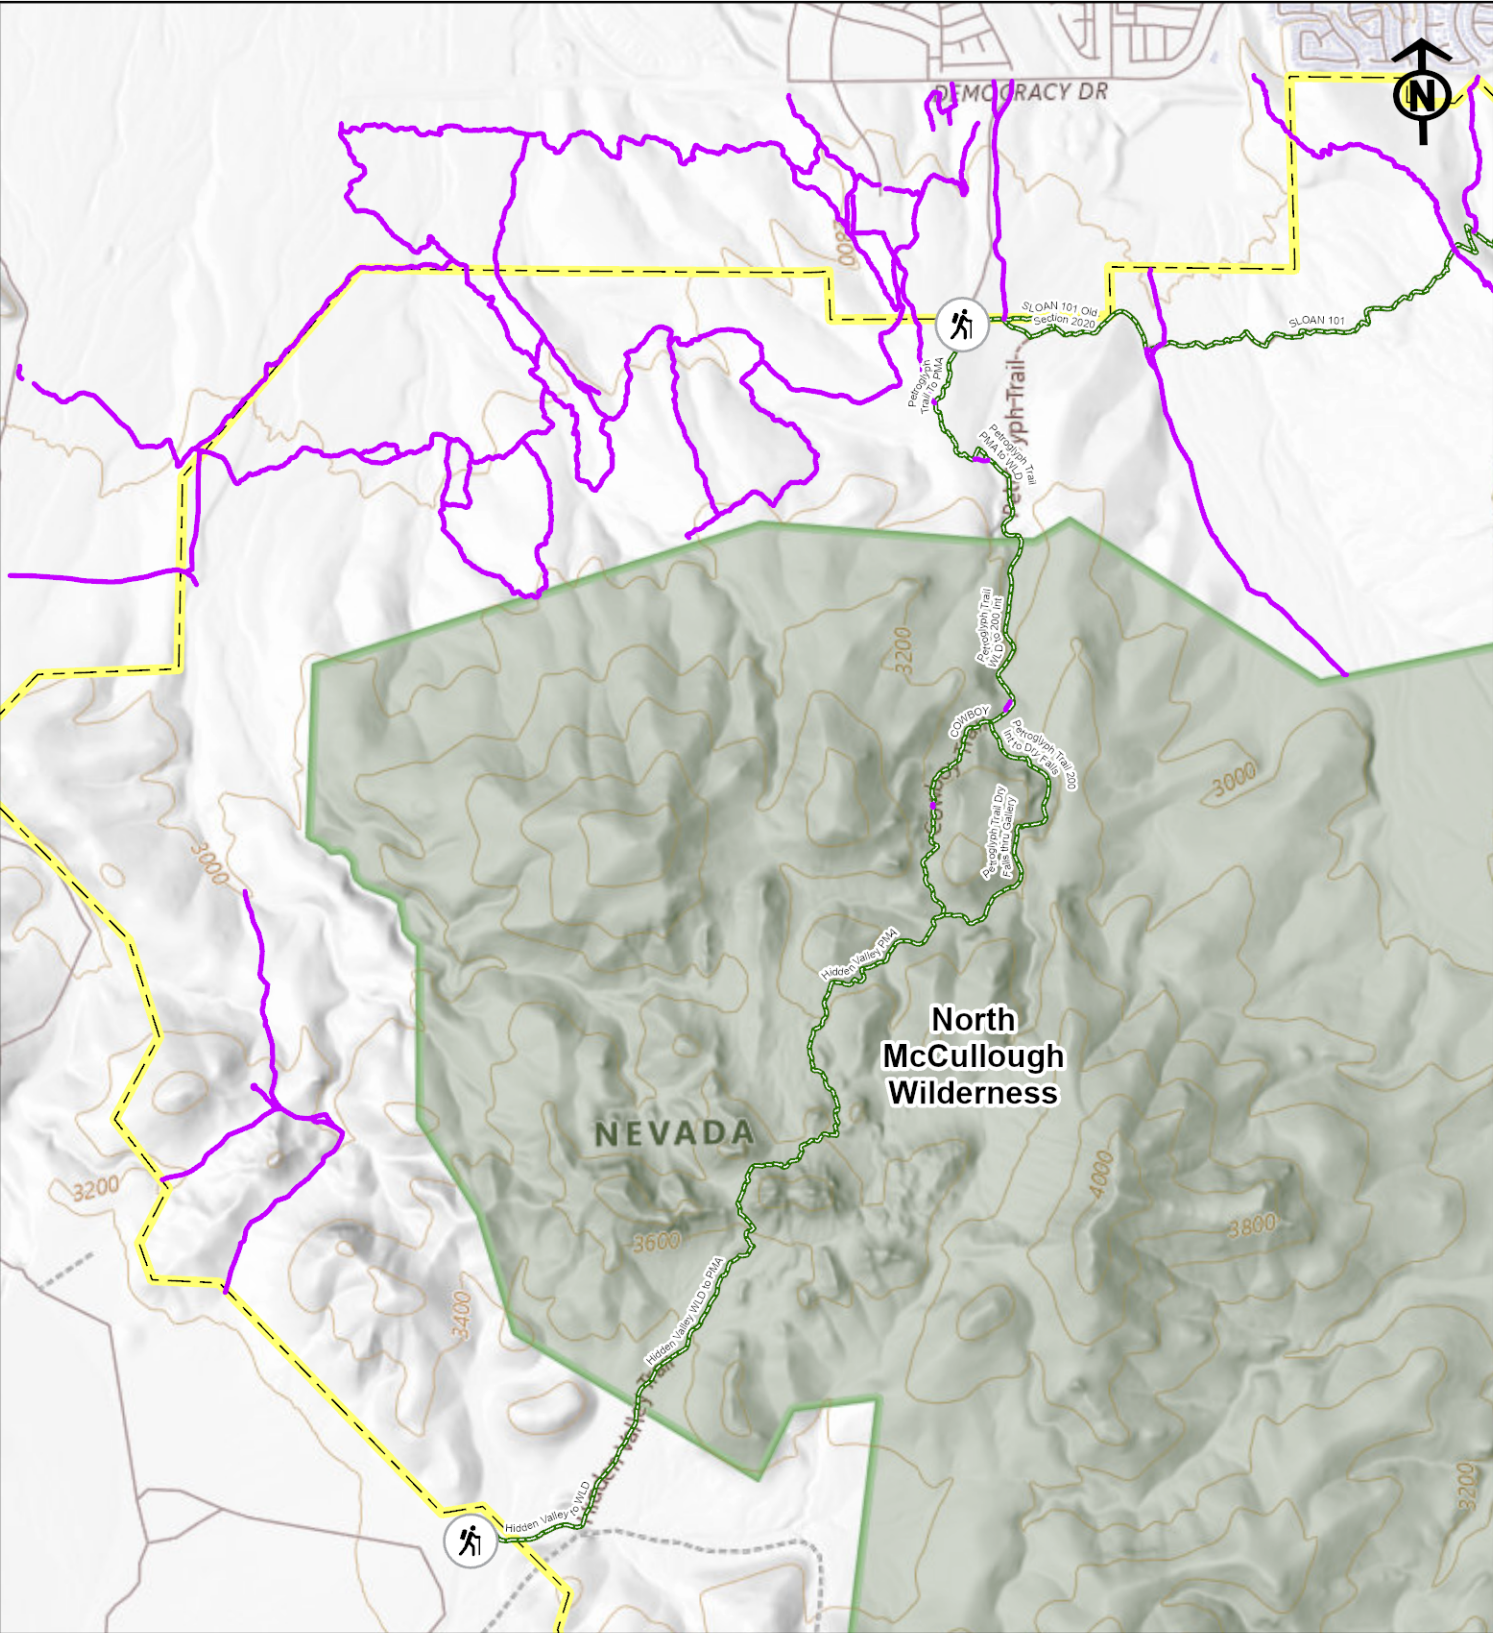 DEMOCRACY DR
N
2800
SLOAN 101 Old
Section 2020
SLOAN 101
Petroglyph
Trail To PMA
Petroglyph Trail
PMA to WLD
Petroglyph Trail
WLD to 200 Int
3200
COWBOY
Cowboy Trail
Petroglyph Trail 200
Int to Dry Falls
3000
Petroglyph Trail Dry
Falls thru Gallery
3000
Hidden Valley PMA
North
McCullough
Wilderness
NEVADA
3200
4000
3800
3600
Hidden Valley WLD to PMA
3400
Hidden Valley Trail
3200
Hidden Valley to WLD